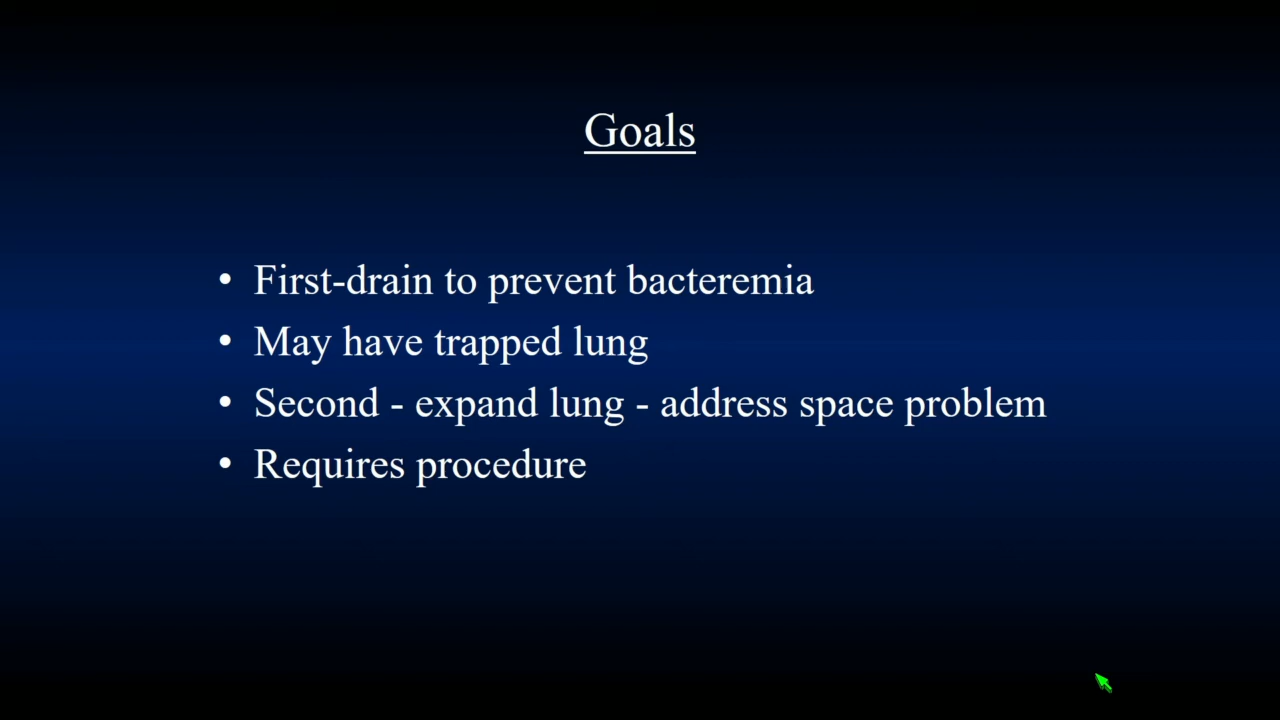 Goals
• First-drain to prevent bacteremia
• May have trapped lung
• Second - expand lung - address space problem
• Requires procedure